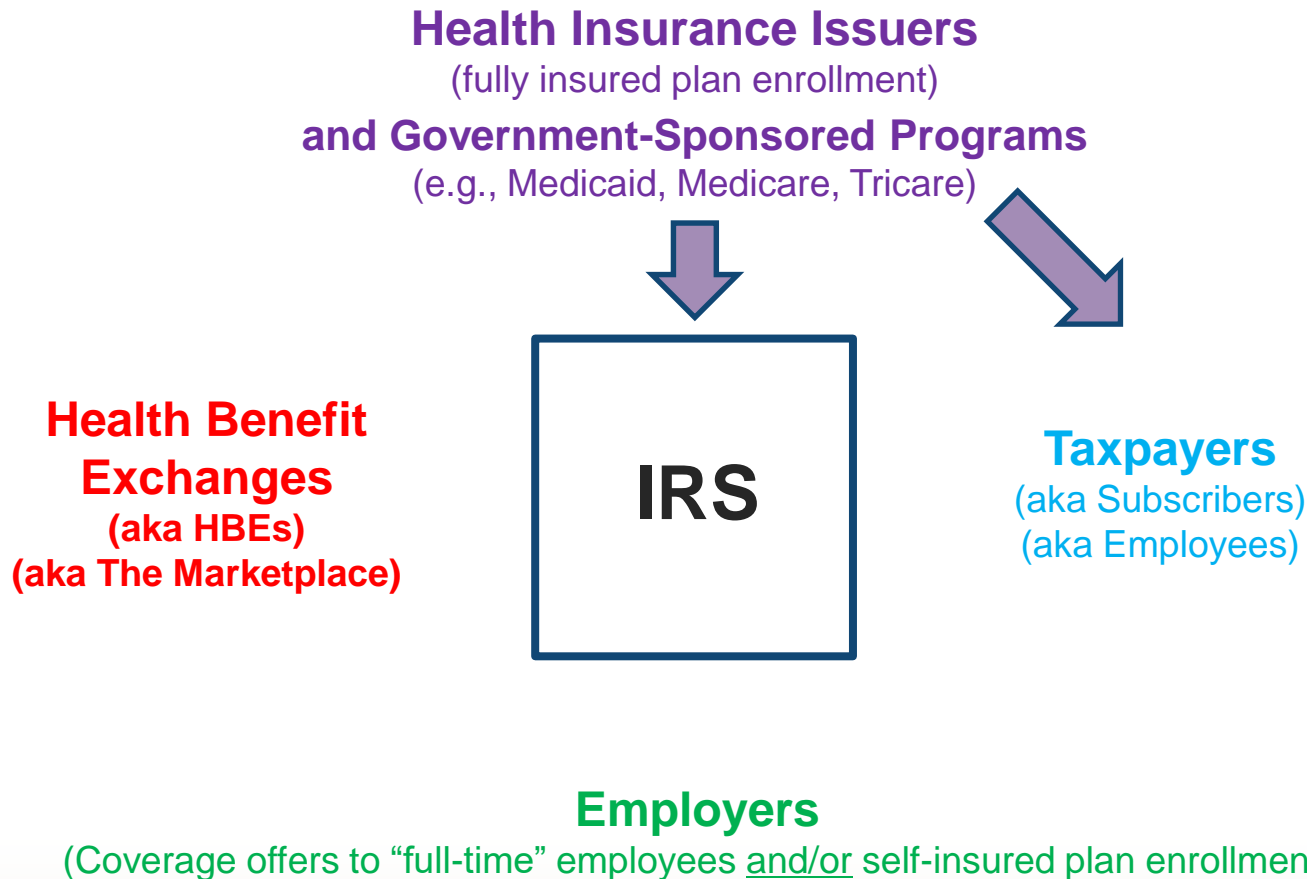 Health Insurance Issuers
(fully insured plan enrollment)
and Government-Sponsored Programs
(e.g., Medicaid, Medicare, Tricare)
Health Benefit
Exchanges
(aka HBEs)
(aka The Marketplace)
IRS
Taxpayers
(aka Subscribers)
(aka Employees)
Employers
(Coverage offers to “full-time” employees and/or self-insured plan enrollmen